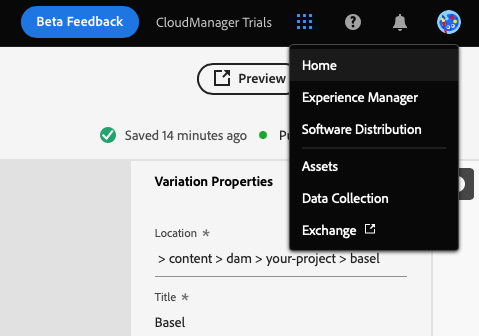 Beta Feedback
CloudManager Trials
Home
Preview
Experience Manager
Software Distribution
Saved 14 minutes ago
Assets
Variation Properties
Data Collection
Location *
Exchange
> content > dam > your-project > basel
Title *
Basel